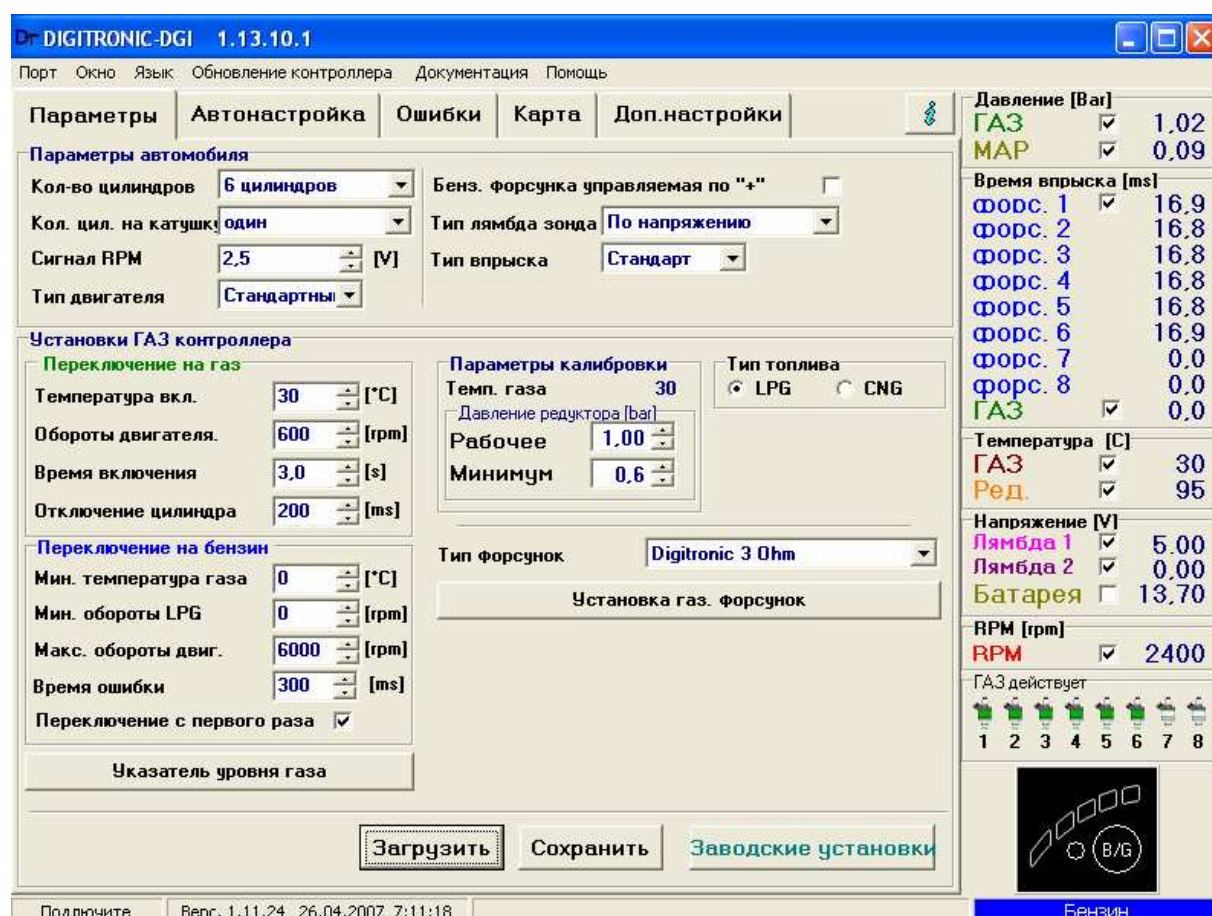 DIGITRONIC-DGI 1.13.10.1
Порт Окно Язык Обновление контроллера Документация Помощь
Параметры Автонастройка Ошибки Карта Доп.настройки
Параметры автомобиля
Кол-во цилиндров 6 цилиндров
Кол. цил. на катушк один
Сигнал RPM 2,5 [V]
Тип двигателя Стандартны
Бенз. форсунка управляемая по "+"
Тип лямбда зонда По напряжению
Тип впрыска Стандарт
Установки ГАЗ контроллера
Переключение на газ
Температура вкл. 30 [°C]
Обороты двигателя. 600 [rpm]
Время включения 3,0 [s]
Отключение цилиндра 200 [ms]
Переключение на бензин
Мин. температура газа 0 [°C]
Мин. обороты LPG 0 [rpm]
Макс. обороты двиг. 6000 [rpm]
Время ошибки 300 [ms]
Переключение с первого раза
Указатель уровня газа
Параметры калибровки
Темп. газа 30
Давление редуктора [bar]
Рабочее 1,00
Минимум 0,6
Тип топлива
LPG CNG
Тип форсунок Digitronic 3 Ohm
Установка газ. форсунок
Загрузить Сохранить Заводские установки
Давление [Bar]
ГАЗ 1,02
MAP 0,09
Время впрыска [ms]
форс. 1 16,9
форс. 2 16,8
форс. 3 16,8
форс. 4 16,8
форс. 5 16,8
форс. 6 16,9
форс. 7 0,0
форс. 8 0,0
ГАЗ 0,0
Температура [C]
ГАЗ 30
Ред. 95
Напряжение [V]
Лямбда 1 5.00
Лямбда 2 0,00
Батарея 13,70
RPM [rpm]
RPM 2400
ГАЗ действует
1 2 3 4 5 6 7 8
B/G
Подлючите Верс. 1.11.24 26.04.2007 7:11:18
Бензин